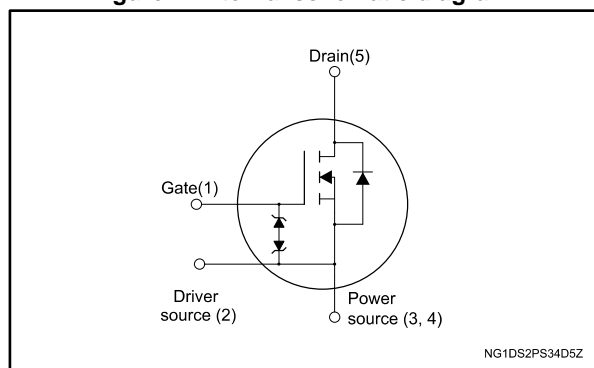 Drain(5)
Gate(1)
Driver
source (2)
Power
source (3, 4)
NG1DS2PS34D5Z